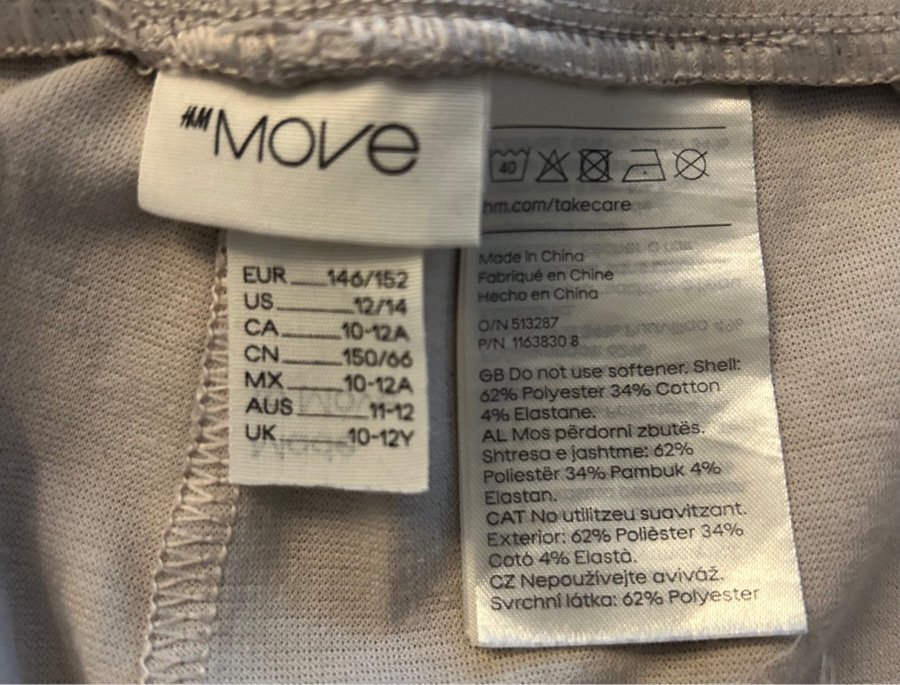 H&M MOVE
EUR 146/152
US 12/14
CA 10-12A
CN 150/66
MX 10-12A
AUS 11-12
UK 10-12Y
40
hm.com/takecare
Made in China
Fabriqué en Chine
Hecho en China
O/N 513287
P/N 1163830 8
GB Do not use softener. Shell:
62% Polyester 34% Cotton
4% Elastane.
AL Mos përdorni zbutës.
Shtresa e jashtme: 62%
Poliestër 34% Pambuk 4%
Elastan.
CAT No utilitzeu suavitzant.
Exterior: 62% Polièster 34%
Cotó 4% Elastà.
CZ Nepoužívejte aviváž.
Svrchní látka: 62% Polyester